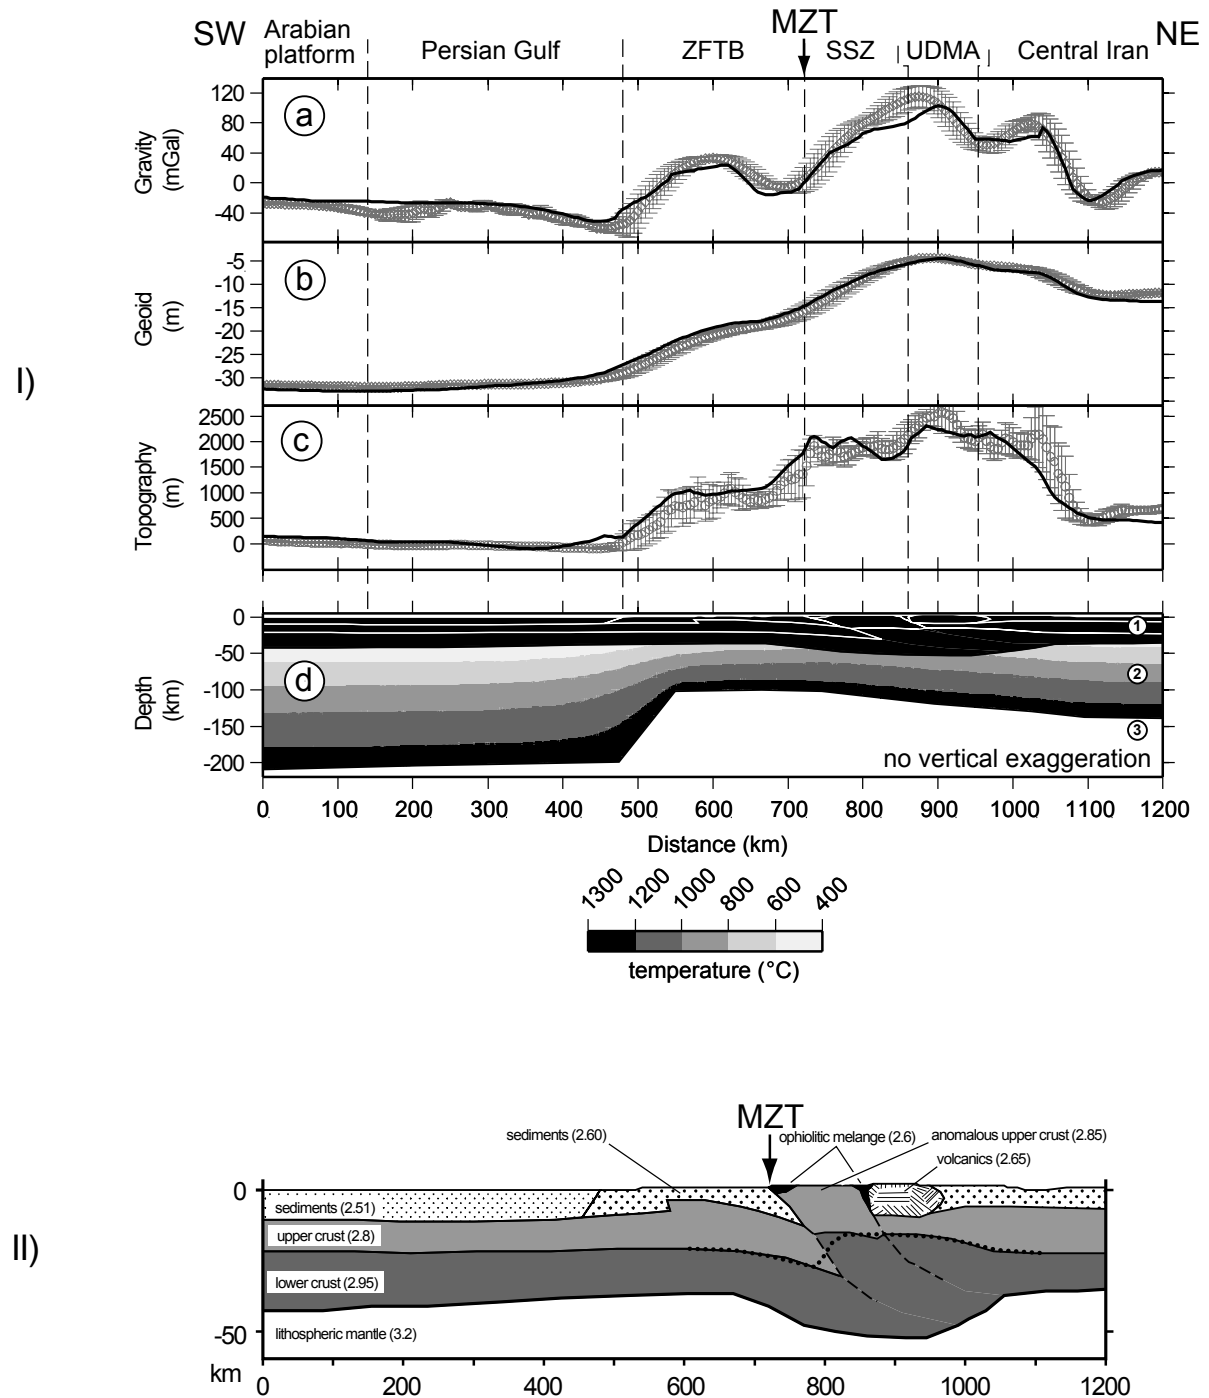 SW
Arabian
platform
Persian Gulf
ZFTB
MZT
SSZ
UDMA
Central Iran
NE
I)
a
Gravity
(mGal)
120
80
40
0
-40
b
Geoid
(m)
-5
-10
-15
-20
-25
-30
c
Topography
(m)
2500
2000
1500
1000
500
0
d
Depth
(km)
0
-50
-100
-150
-200
1
2
3
no vertical exaggeration
0 100 200 300 400 500 600 700 800 900 1000 1100 1200
Distance (km)
1300 1200 1000 800 600 400
temperature (°C)
II)
MZT
sediments (2.60)
ophiolitic melange (2.6)
anomalous upper crust (2.85)
volcanics (2.65)
0
sediments (2.51)
upper crust (2.8)
lower crust (2.95)
lithospheric mantle (3.2)
-50
km
0 200 400 600 800 1000 1200